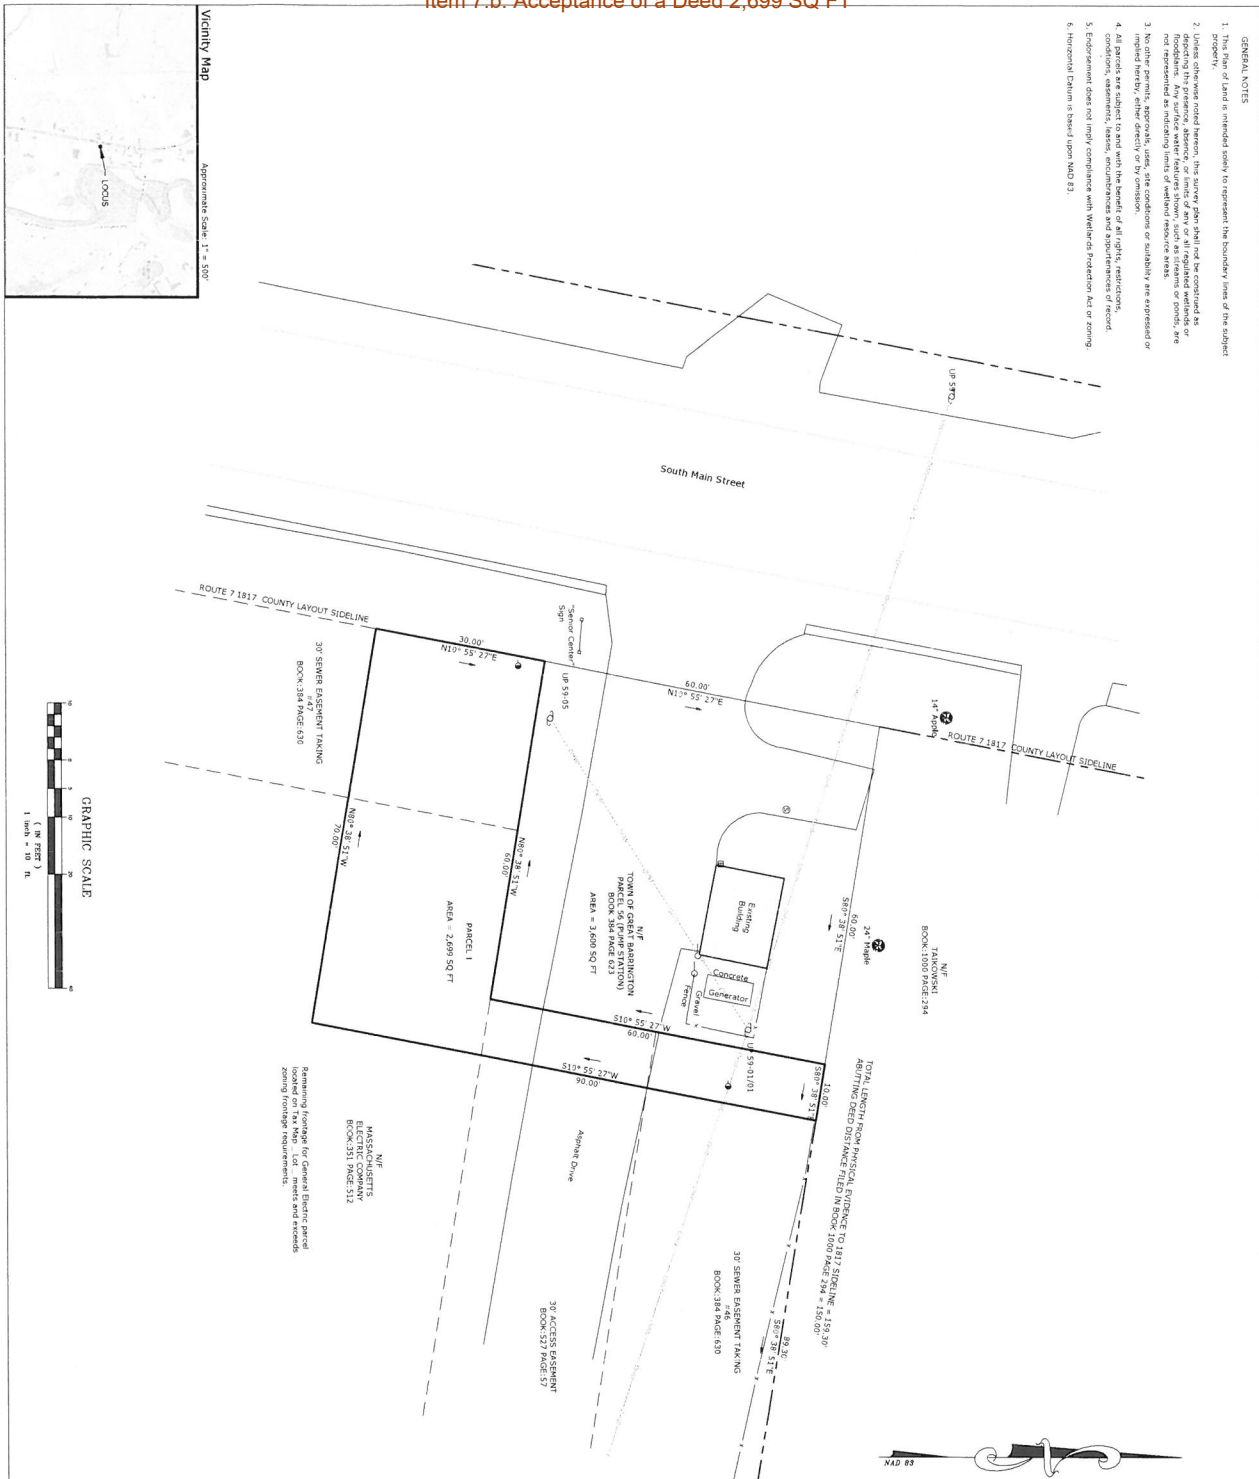 Item 7.b. Acceptance of a Deed 2,699 SQ FT
GENERAL NOTES
1. This Plan of Land is intended solely to represent the boundary lines of the subject
property.
2. Unless otherwise noted hereon, this survey plan shall not be construed as
depicting the presence, absence, or limits of any or all regulated wetlands or
floodplains. Any surface water features shown, such as streams or ponds, are
not represented as indicating limits of wetland resource areas.
3. No other permits, approvals, uses, site conditions or suitability are expressed or
implied hereby, either directly or by omission.
4. All parcels are subject to and with the benefit of all rights, restrictions,
conditions, easements, leases, encumbrances and appurtenances of record.
5. Endorsement does not imply compliance with Wetlands Protection Act or zoning.
6. Horizontal Datum is based upon NAD 83.
Vicinity Map
Approximate Scale: 1" = 500'
LOCUS
UP 59
South Main Street
ROUTE 7 1817 COUNTY LAYOUT SIDELINE
"Senior Center"
Sign
30.00'
N10° 55' 27"E
UP 59-05
60.00'
N10° 55' 27"E
14" Apple
ROUTE 7 1817 COUNTY LAYOUT SIDELINE
30' SEWER EASEMENT TAKING
#47
BOOK:384 PAGE:630
N80° 38' 51"W
70.00'
N80° 38' 51"W
60.00'
PARCEL I
AREA = 2,699 SQ FT
N/F
TOWN OF GREAT BARRINGTON
PARCEL 56 (PUMP STATION)
BOOK 384 PAGE 623
AREA = 3,600 SQ FT
Existing
Building
Concrete
Generator
Gravel
Fence
x
60.00'
S80° 38' 51"E
24" Maple
N/F
TAIKOWSKI
BOOK:1000 PAGE:294
S10° 55' 27"W
60.00'
UP 59-01/01
10.00'
S80° 38' 51"E
S10° 55' 27"W
90.00'
TOTAL LENGTH FROM PHYSICAL EVIDENCE TO 1817 SIDELINE = 159.30'
ABUTTING DEED DISTANCE FILED IN BOOK 1000 PAGE 294 = 150.00'
Asphalt Drive
N/F
MASSACHUSETTS
ELECTRIC COMPANY
BOOK:351 PAGE:512
Remaining frontage for General Electric parcel
located on Tax Map _ Lot _ meets and exceeds
zoning frontage requirements.
30' SEWER EASEMENT TAKING
#46
BOOK:384 PAGE:630
89.30'
S80° 38' 51"E
30' ACCESS EASEMENT
BOOK:527 PAGE:57
GRAPHIC SCALE
( IN FEET )
1 inch = 10 ft.
NAD 83